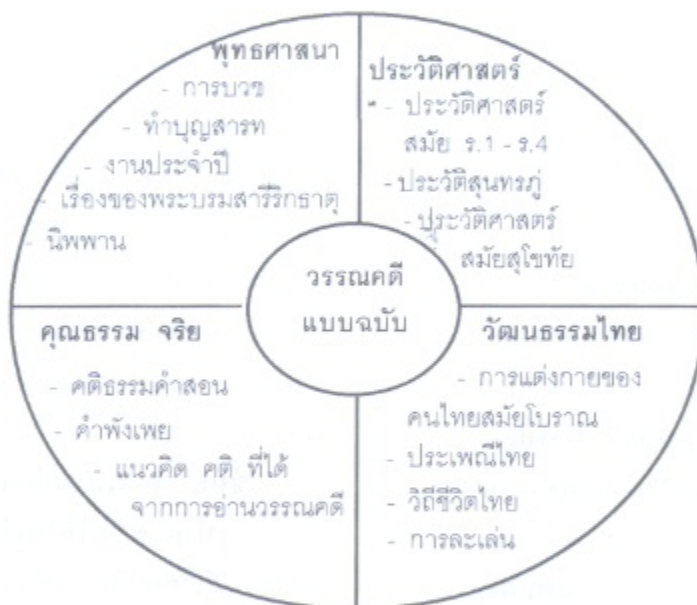 พุทธศาสนา
- การบวช
- ทำบุญสารท
- งานประจำปี
- เรื่องของพระบรมสารีริกธาตุ
- นิพพาน
ประวัติศาสตร์
- ประวัติศาสตร์
สมัย ร.1 - ร.4
- ประวัติสุนทรภู่
- ประวัติศาสตร์
สมัยสุโขทัย
วรรณคดี
แบบฉบับ
คุณธรรม จริย
- คติธรรมคำสอน
- คำพังเพย
- แนวคิด คติ ที่ได้
จากการอ่านวรรณคดี
วัฒนธรรมไทย
- การแต่งกายของ
คนไทยสมัยโบราณ
- ประเพณีไทย
- วิถีชีวิตไทย
- การละเล่น